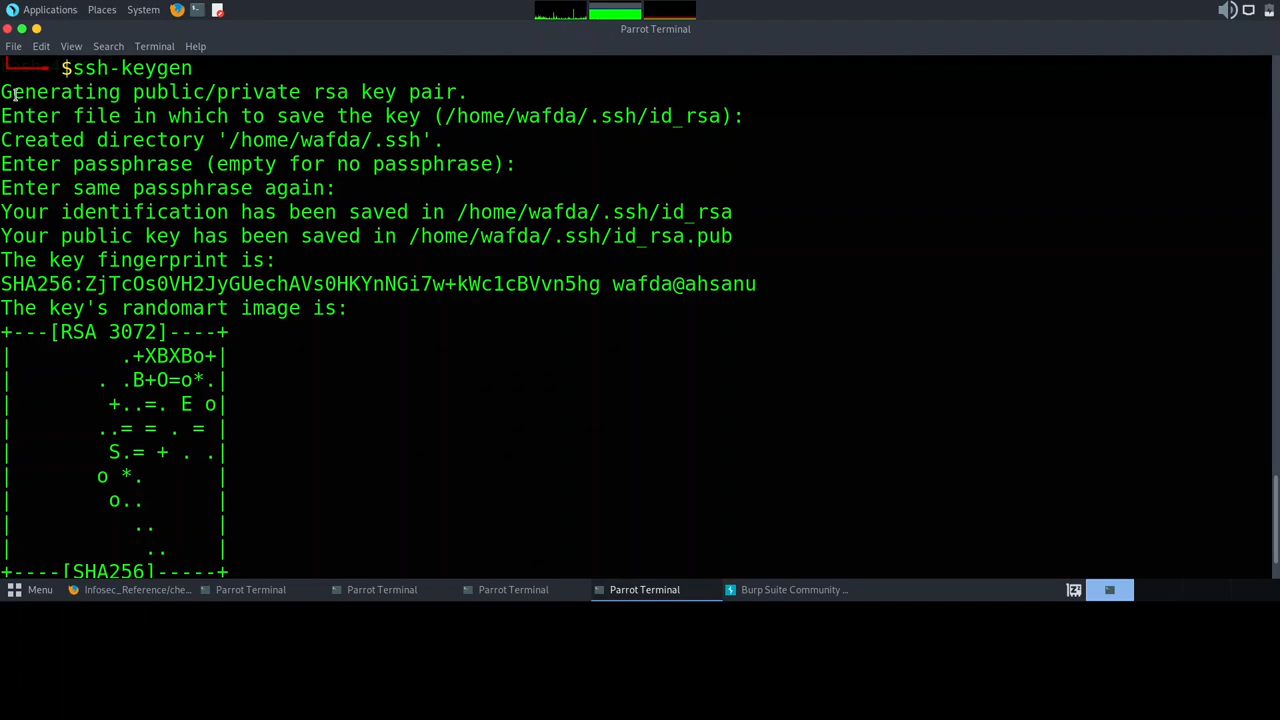 Applications Places System
Parrot Terminal
File Edit View Search Terminal Help
$ssh-keygen
Generating public/private rsa key pair.
Enter file in which to save the key (/home/wafda/.ssh/id_rsa):
Created directory '/home/wafda/.ssh'.
Enter passphrase (empty for no passphrase):
Enter same passphrase again:
Your identification has been saved in /home/wafda/.ssh/id_rsa
Your public key has been saved in /home/wafda/.ssh/id_rsa.pub
The key fingerprint is:
SHA256:ZjTcOs0VH2JyGUechAVs0HKYnNGi7w+kWc1cBVvn5hg wafda@ahsanu
The key's randomart image is:
+---[RSA 3072]----+
|          .+XBXBo+|
|        . .B+O=o*.|
|         +..=. E o|
|        ..= = . = |
|         S.= + . .|
|        o *.      |
|         o..      |
|           ..     |
|            ..    |
+----[SHA256]-----+
Menu Infosec_Reference/che... Parrot Terminal Parrot Terminal Parrot Terminal Parrot Terminal Burp Suite Community ...